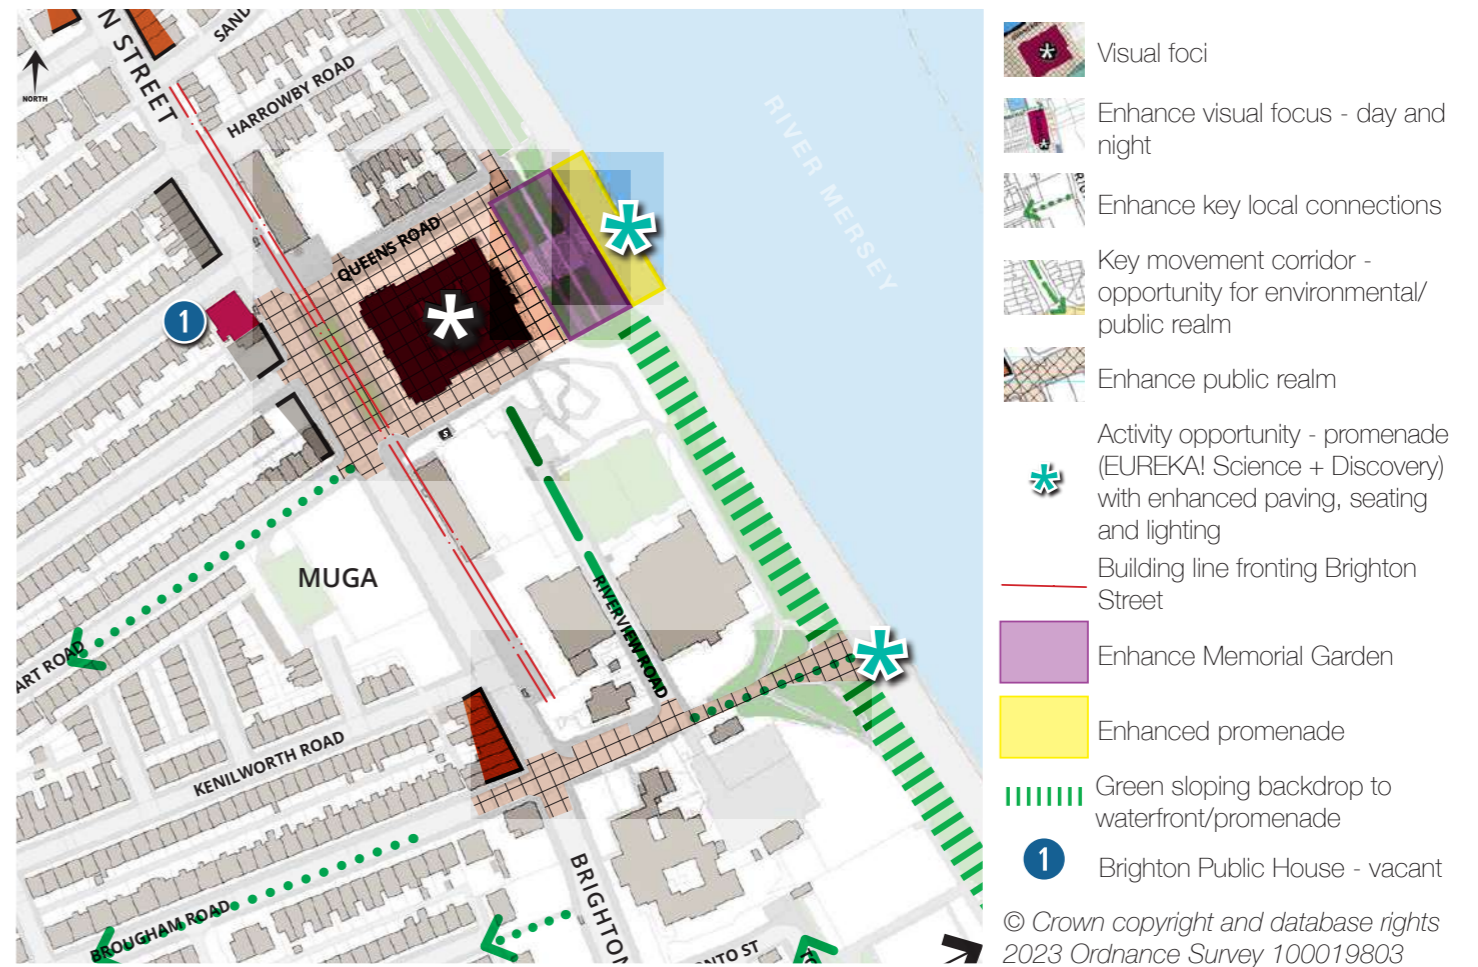 N STREET
SAND
HARROWBY ROAD
NORTH
RIVER MERSEY
QUEENS ROAD
1
S
MUGA
RIVERVIEW ROAD
ART ROAD
KENILWORTH ROAD
BROUGHAM ROAD
BRIGHTON
NTO ST
TO
Visual foci
Enhance visual focus - day and
night
Enhance key local connections
Key movement corridor -
opportunity for environmental/
public realm
Enhance public realm
Activity opportunity - promenade
(EUREKA! Science + Discovery)
with enhanced paving, seating
and lighting
Building line fronting Brighton
Street
Enhance Memorial Garden
Enhanced promenade
Green sloping backdrop to
waterfront/promenade
1
Brighton Public House - vacant
© Crown copyright and database rights
2023 Ordnance Survey 100019803